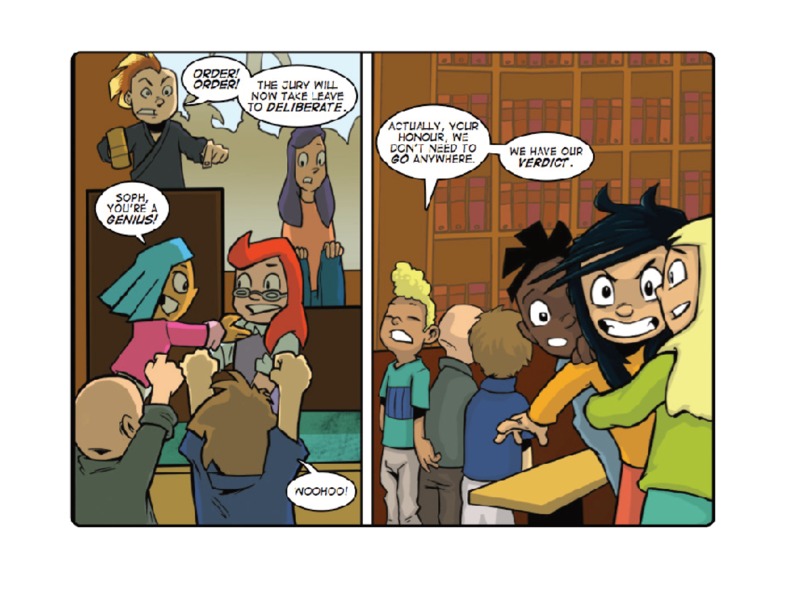 ORDER!
ORDER!
THE JURY WILL
NOW TAKE LEAVE
TO DELIBERATE.
SOPH,
YOU'RE A
GENIUS!
WOOHOO!
ACTUALLY, YOUR
HONOUR, WE
DON'T NEED TO
GO ANYWHERE.
WE HAVE OUR
VERDICT.